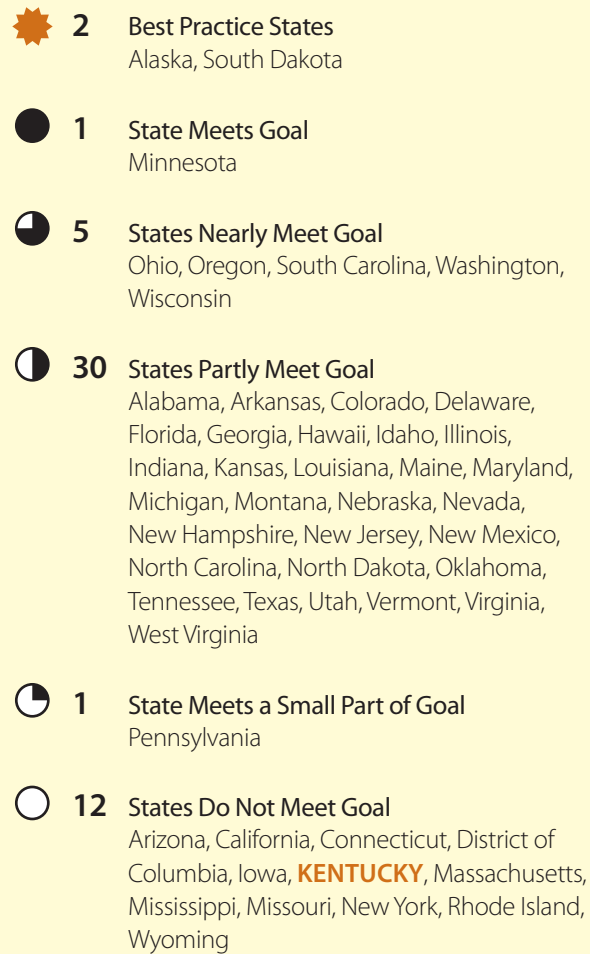 2 Best Practice States
Alaska, South Dakota
1 State Meets Goal
Minnesota
5 States Nearly Meet Goal
Ohio, Oregon, South Carolina, Washington,
Wisconsin
30 States Partly Meet Goal
Alabama, Arkansas, Colorado, Delaware,
Florida, Georgia, Hawaii, Idaho, Illinois,
Indiana, Kansas, Louisiana, Maine, Maryland,
Michigan, Montana, Nebraska, Nevada,
New Hampshire, New Jersey, New Mexico,
North Carolina, North Dakota, Oklahoma,
Tennessee, Texas, Utah, Vermont, Virginia,
West Virginia
1 State Meets a Small Part of Goal
Pennsylvania
12 States Do Not Meet Goal
Arizona, California, Connecticut, District of
Columbia, Iowa, KENTUCKY, Massachusetts,
Mississippi, Missouri, New York, Rhode Island,
Wyoming